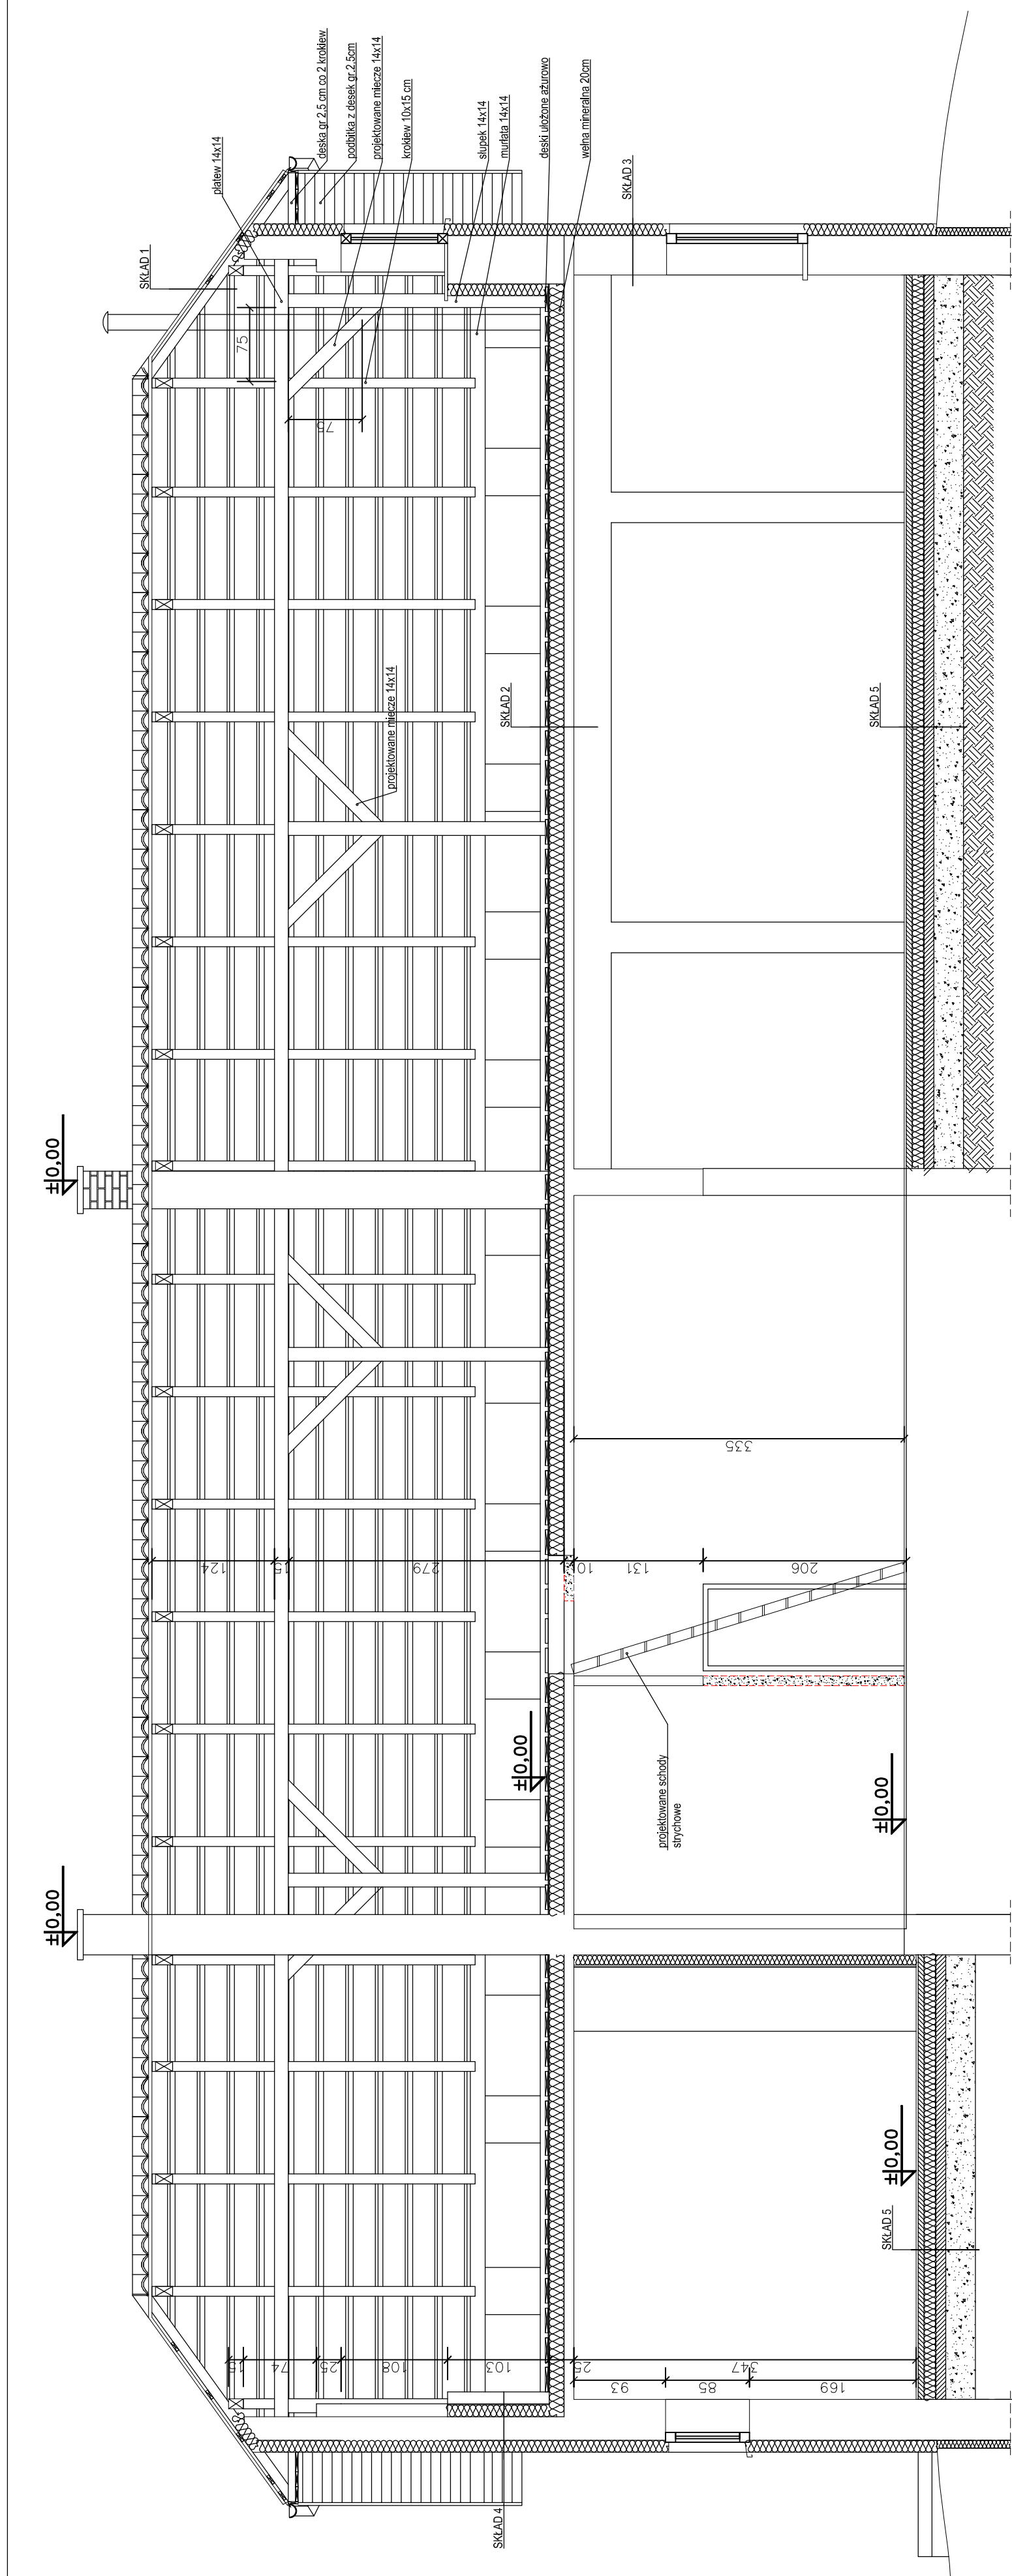 płatew 14x14
deska gr 2,5 cm co 2 krokiew
podbitka z desek gr.2,5cm
projektowane miecze 14x14
krokiew 10x15 cm
słupek 14x14
murłata 14x14
deski ułożone ażurowo
wełna mineralna 20cm
SKŁAD 1
SKŁAD 3
75
75
projektowane miecze 14x14
SKŁAD 2
SKŁAD 5
±0,00
335
124
15
279
10
131
206
±0,00
projektowane schody
strychowe
±0,00
±0,00
±0,00
SKŁAD 5
15
74
25
108
103
25
347
93
85
169
SKŁAD 4